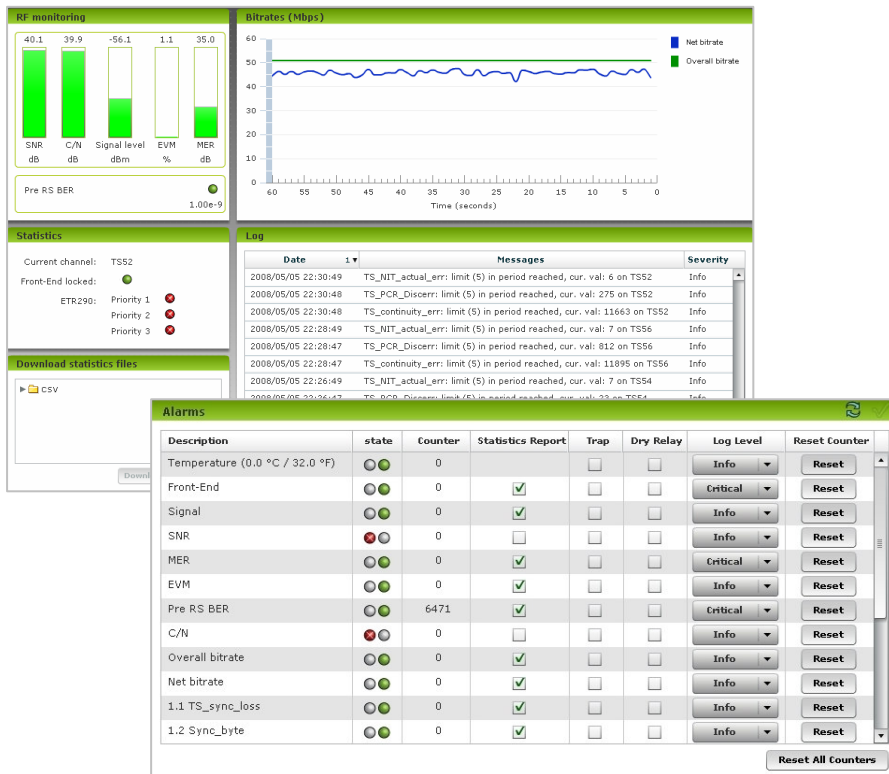 RF monitoring
40.1 39.9 -56.1 1.1 35.0
SNR C/N Signal level EVM MER
dB dB dBm % dB
Pre RS BER
1.00e-9
Bitrates (Mbps)
60
50
40
30
20
10
0
60 55 50 45 40 35 30 25 20 15 10 5 0
Time (seconds)
Net bitrate
Overall bitrate
Statistics
Current channel: TS52
Front-End locked:
ETR290: Priority 1
Priority 2
Priority 3
Download statistics files
CSV
Log
Date 1 Messages Severity
2008/05/05 22:30:49 TS_NIT_actual_err: limit (5) in period reached, cur. val: 6 on TS52 Info
2008/05/05 22:30:48 TS_PCR_Discerr: limit (5) in period reached, cur. val: 275 on TS52 Info
2008/05/05 22:30:48 TS_continuity_err: limit (5) in period reached, cur. val: 11663 on TS52 Info
2008/05/05 22:28:49 TS_NIT_actual_err: limit (5) in period reached, cur. val: 7 on TS56 Info
2008/05/05 22:28:47 TS_PCR_Discerr: limit (5) in period reached, cur. val: 812 on TS56 Info
2008/05/05 22:28:47 TS_continuity_err: limit (5) in period reached, cur. val: 11895 on TS56 Info
2008/05/05 22:26:49 TS_NIT_actual_err: limit (5) in period reached, cur. val: 7 on TS54 Info
Alarms
Description state Counter Statistics Report Trap Dry Relay Log Level Reset Counter
Temperature (0.0 °C / 32.0 °F) 0 Info Reset
Front-End 0 Critical Reset
Signal 0 Info Reset
SNR 0 Info Reset
MER 0 Critical Reset
EVM 0 Info Reset
Pre RS BER 6471 Critical Reset
C/N 0 Info Reset
Overall bitrate 0 Info Reset
Net bitrate 0 Info Reset
1.1 TS_sync_loss 0 Info Reset
1.2 Sync_byte 0 Info Reset
Reset All Counters